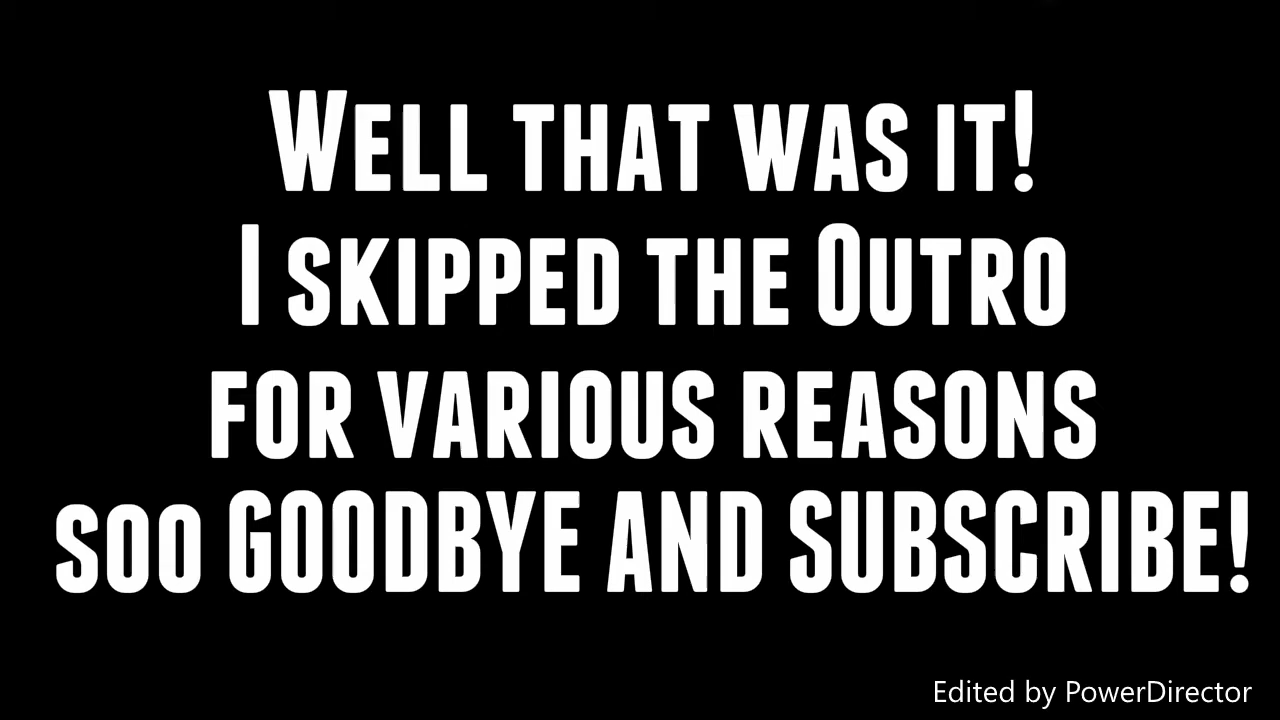 Well that was it!
I skipped the Outro
for various reasons
soo GOODBYE AND SUBSCRIBE!
Edited by PowerDirector